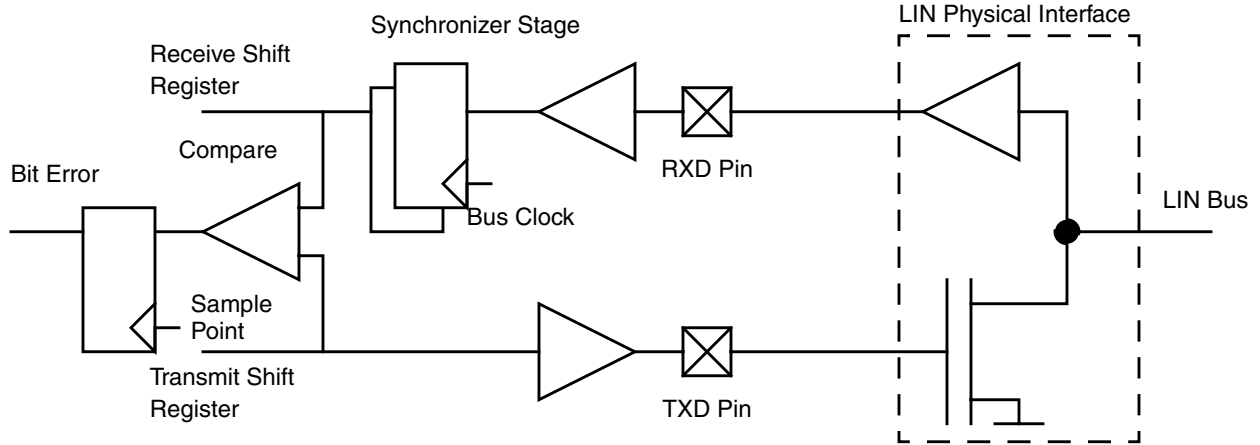 LIN Physical Interface
Synchronizer Stage
Receive Shift
Register
Compare
RXD Pin
Bit Error
LIN Bus
Bus Clock
Sample
Point
Transmit Shift
Register
TXD Pin